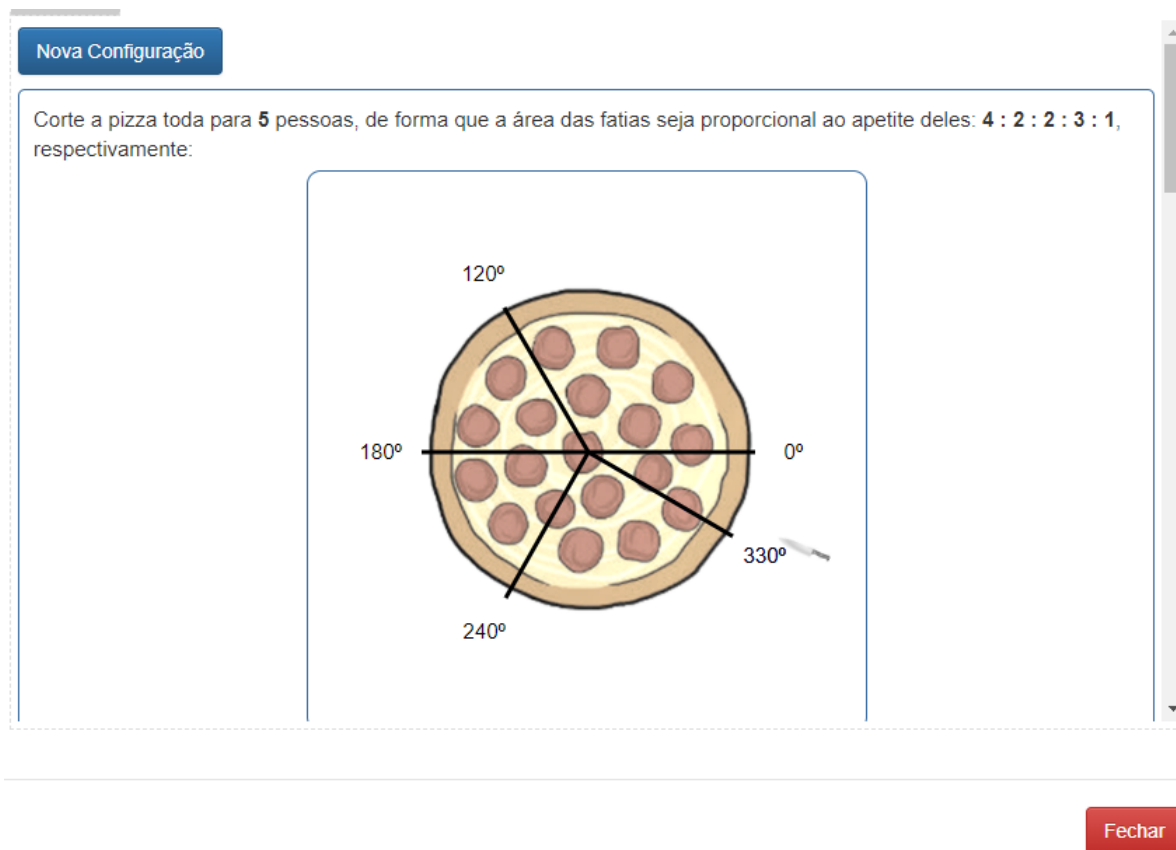 Nova Configuração
Corte a pizza toda para 5 pessoas, de forma que a área das fatias seja proporcional ao apetite deles: 4 : 2 : 2 : 3 : 1,
respectivamente:
120º
180º
0º
330º
240º
Fechar